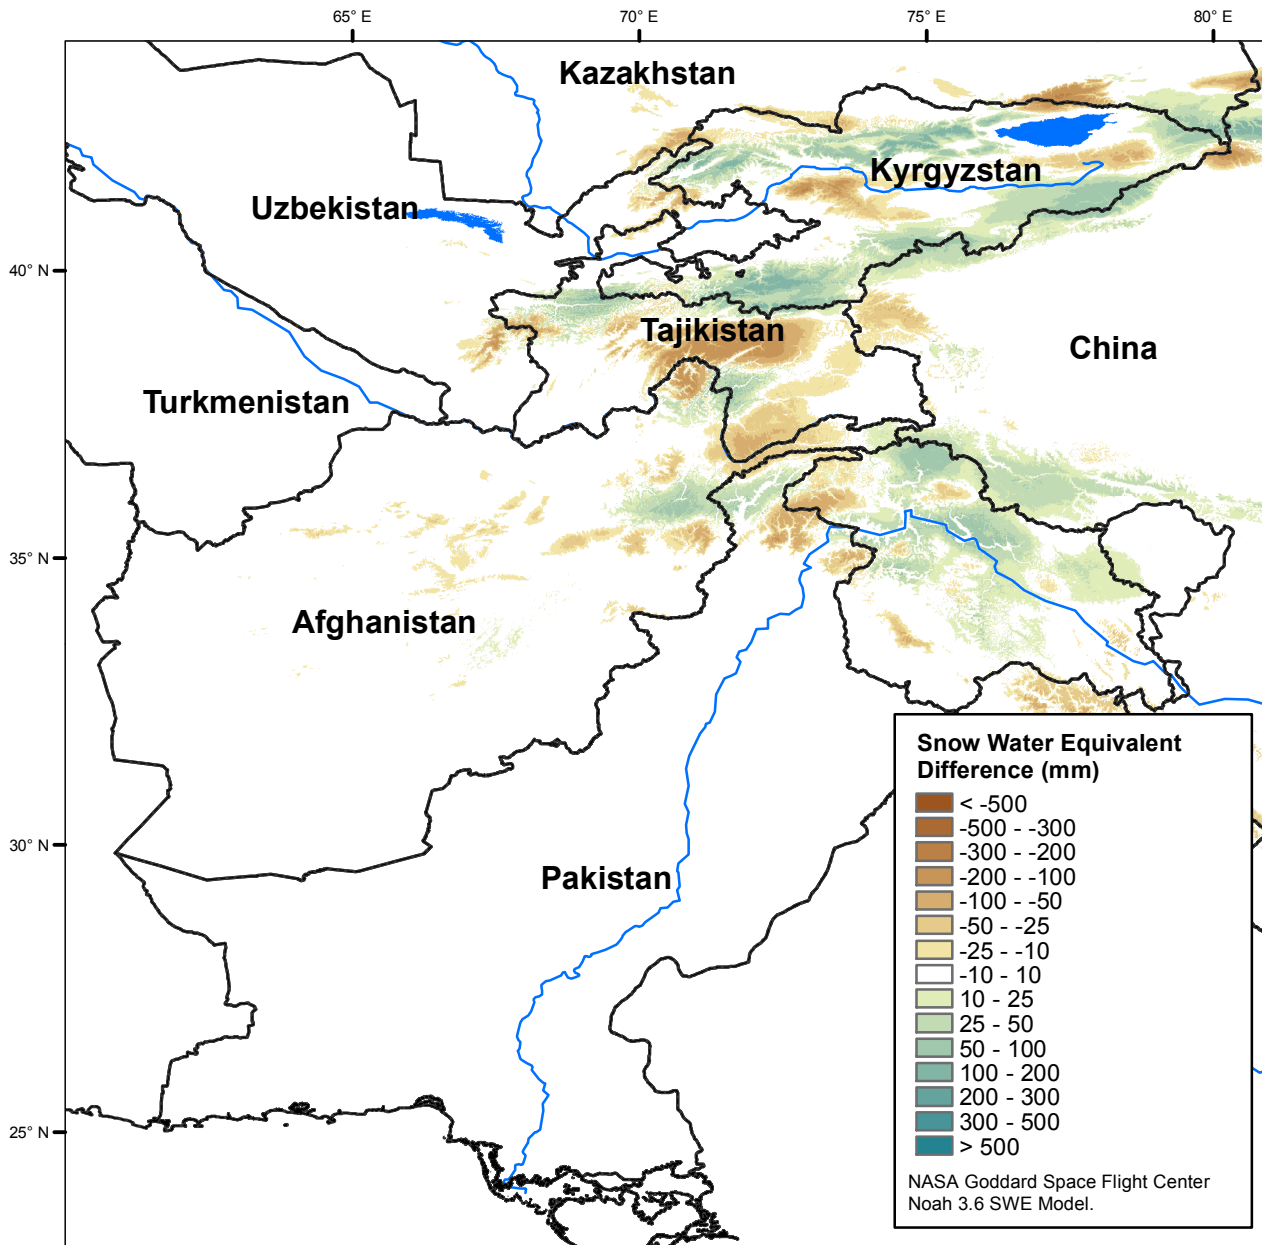 65° E
70° E
75° E
80° E
Kazakhstan
Kyrgyzstan
Uzbekistan
40° N
Tajikistan
China
Turkmenistan
35° N
Afghanistan
Snow Water Equivalent
Difference (mm)
< -500
-500 - -300
-300 - -200
-200 - -100
-100 - -50
-50 - -25
-25 - -10
-10 - 10
10 - 25
25 - 50
50 - 100
100 - 200
200 - 300
300 - 500
> 500
NASA Goddard Space Flight Center
Noah 3.6 SWE Model.
30° N
Pakistan
25° N